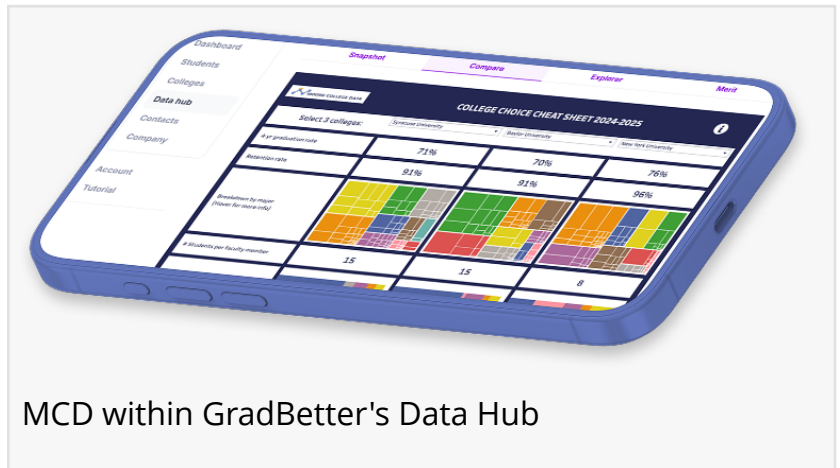 Dashboard
Students
Colleges
Data hub
Contacts
Company
Account
Tutorial
Snapshot
Compare
Explorer
Merit
COLLEGE CHOICE CHEAT SHEET 2024-2025
i
Select 3 colleges:
Syracuse University
Baylor University
New York University
4 yr graduation rate
71%
70%
76%
Retention rate
91%
91%
96%
Breakdown by major
(Hover for more info)
# Students per faculty member
15
15
8
MCD within GradBetter's Data Hub